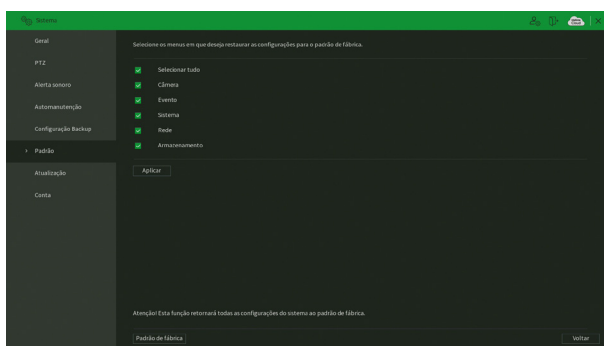 Sistema
Geral
PTZ
Alerta sonoro
Automanutenção
Configuração Backup
Padrão
Atualização
Conta
Selecione os menus em que deseja restaurar as configurações para o padrão de fábrica.
Selecionar tudo
Câmera
Evento
Sistema
Rede
Armazenamento
Aplicar
Atenção! Esta função retornará todas as configurações do sistema ao padrão de fábrica.
Padrão de fábrica
Voltar